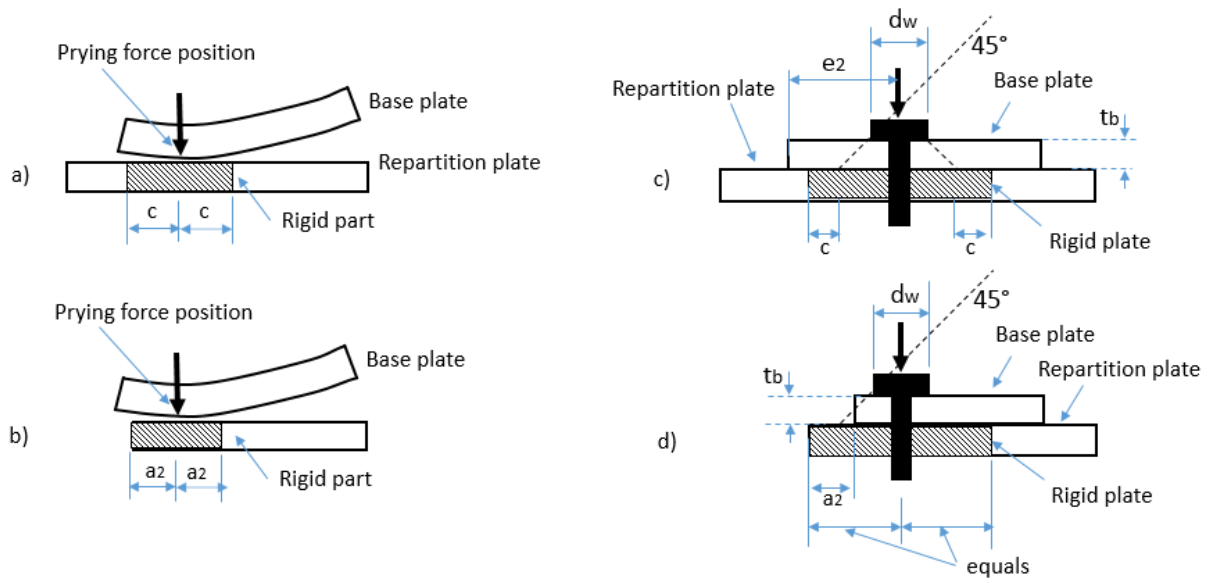 Prying force position
Base plate
Repartition plate
a)
c
c
Rigid part
Prying force position
Base plate
b)
a2
a2
Rigid part
dw
45°
e2
Repartition plate
Base plate
tb
c)
c
c
Rigid plate
dw
45°
Base plate
tb
Repartition plate
d)
a2
Rigid plate
equals